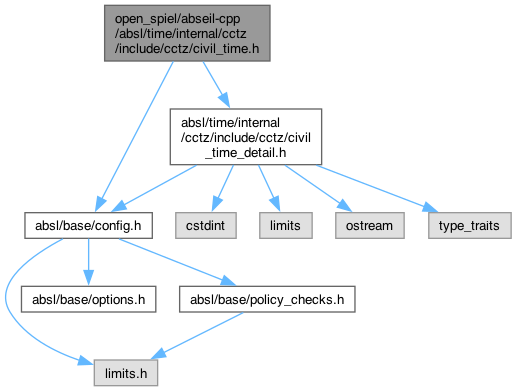 open_spiel/abseil-cpp
/absl/time/internal/cctz
/include/cctz/civil_time.h
absl/time/internal
/cctz/include/cctz/civil
_time_detail.h
absl/base/config.h
cstdint
limits
ostream
type_traits
absl/base/options.h
absl/base/policy_checks.h
limits.h